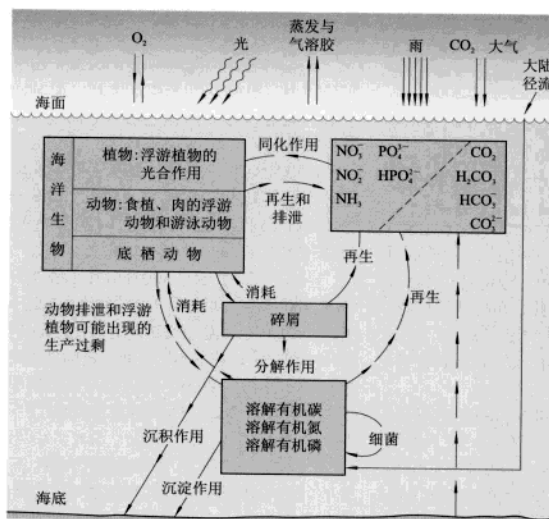 蒸发与
气溶胶
O₂
光
雨
CO₂
大气
大陆
径流
海面
海洋生物
植物:浮游植物的
光合作用
动物:食植、肉的浮游
动物和游泳动物
底栖动物
同化作用
再生和
排泄
NO₃⁻ PO₄³⁻
NO₂⁻ HPO₄²⁻
NH₃
CO₂
H₂CO₃
HCO₃⁻
CO₃²⁻
再生
再生
消耗
消耗
动物排泄和浮游
植物可能出现的
生产过剩
碎屑
分解作用
溶解有机碳
溶解有机氮
溶解有机磷
细菌
沉积作用
沉淀作用
海底